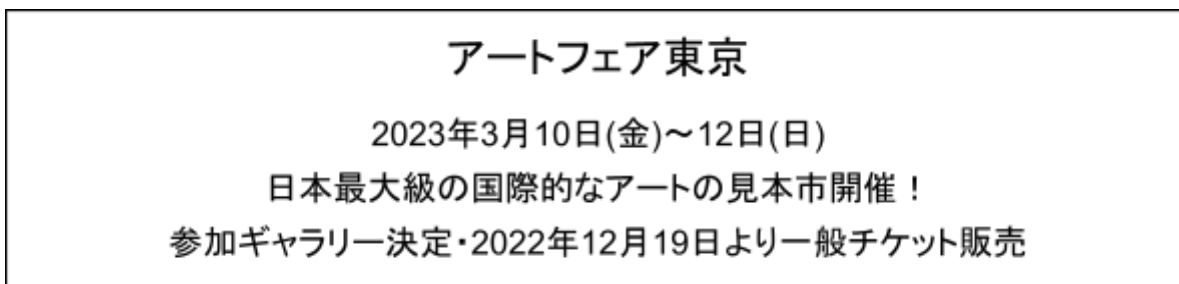 アートフェア東京
2023年3月10日(金)～12日(日)
日本最大級の国際的なアートの見本市開催！
参加ギャラリー決定・2022年12月19日より一般チケット販売